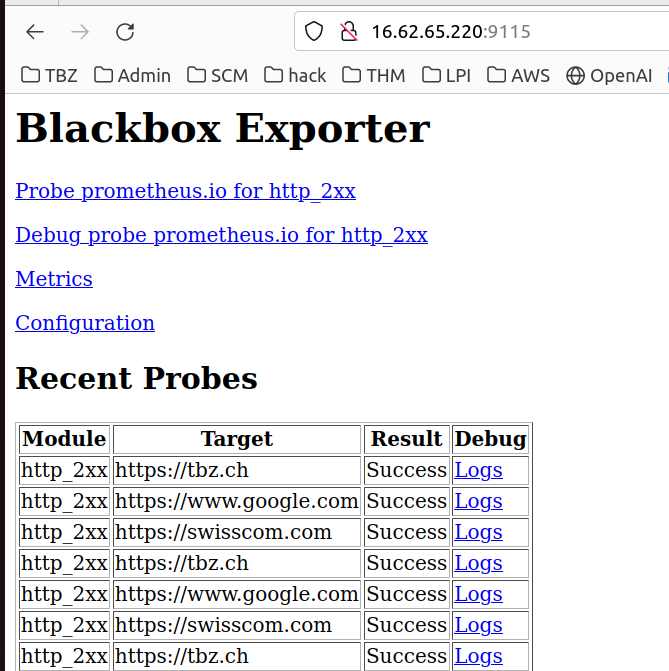 16.62.65.220:9115
TBZ Admin SCM hack THM LPI AWS OpenAI
Blackbox Exporter
Probe prometheus.io for http_2xx
Debug probe prometheus.io for http_2xx
Metrics
Configuration
Recent Probes
Module Target Result Debug
http_2xx https://tbz.ch Success Logs
http_2xx https://www.google.com Success Logs
http_2xx https://swisscom.com Success Logs
http_2xx https://tbz.ch Success Logs
http_2xx https://www.google.com Success Logs
http_2xx https://swisscom.com Success Logs
http_2xx https://tbz.ch Success Logs